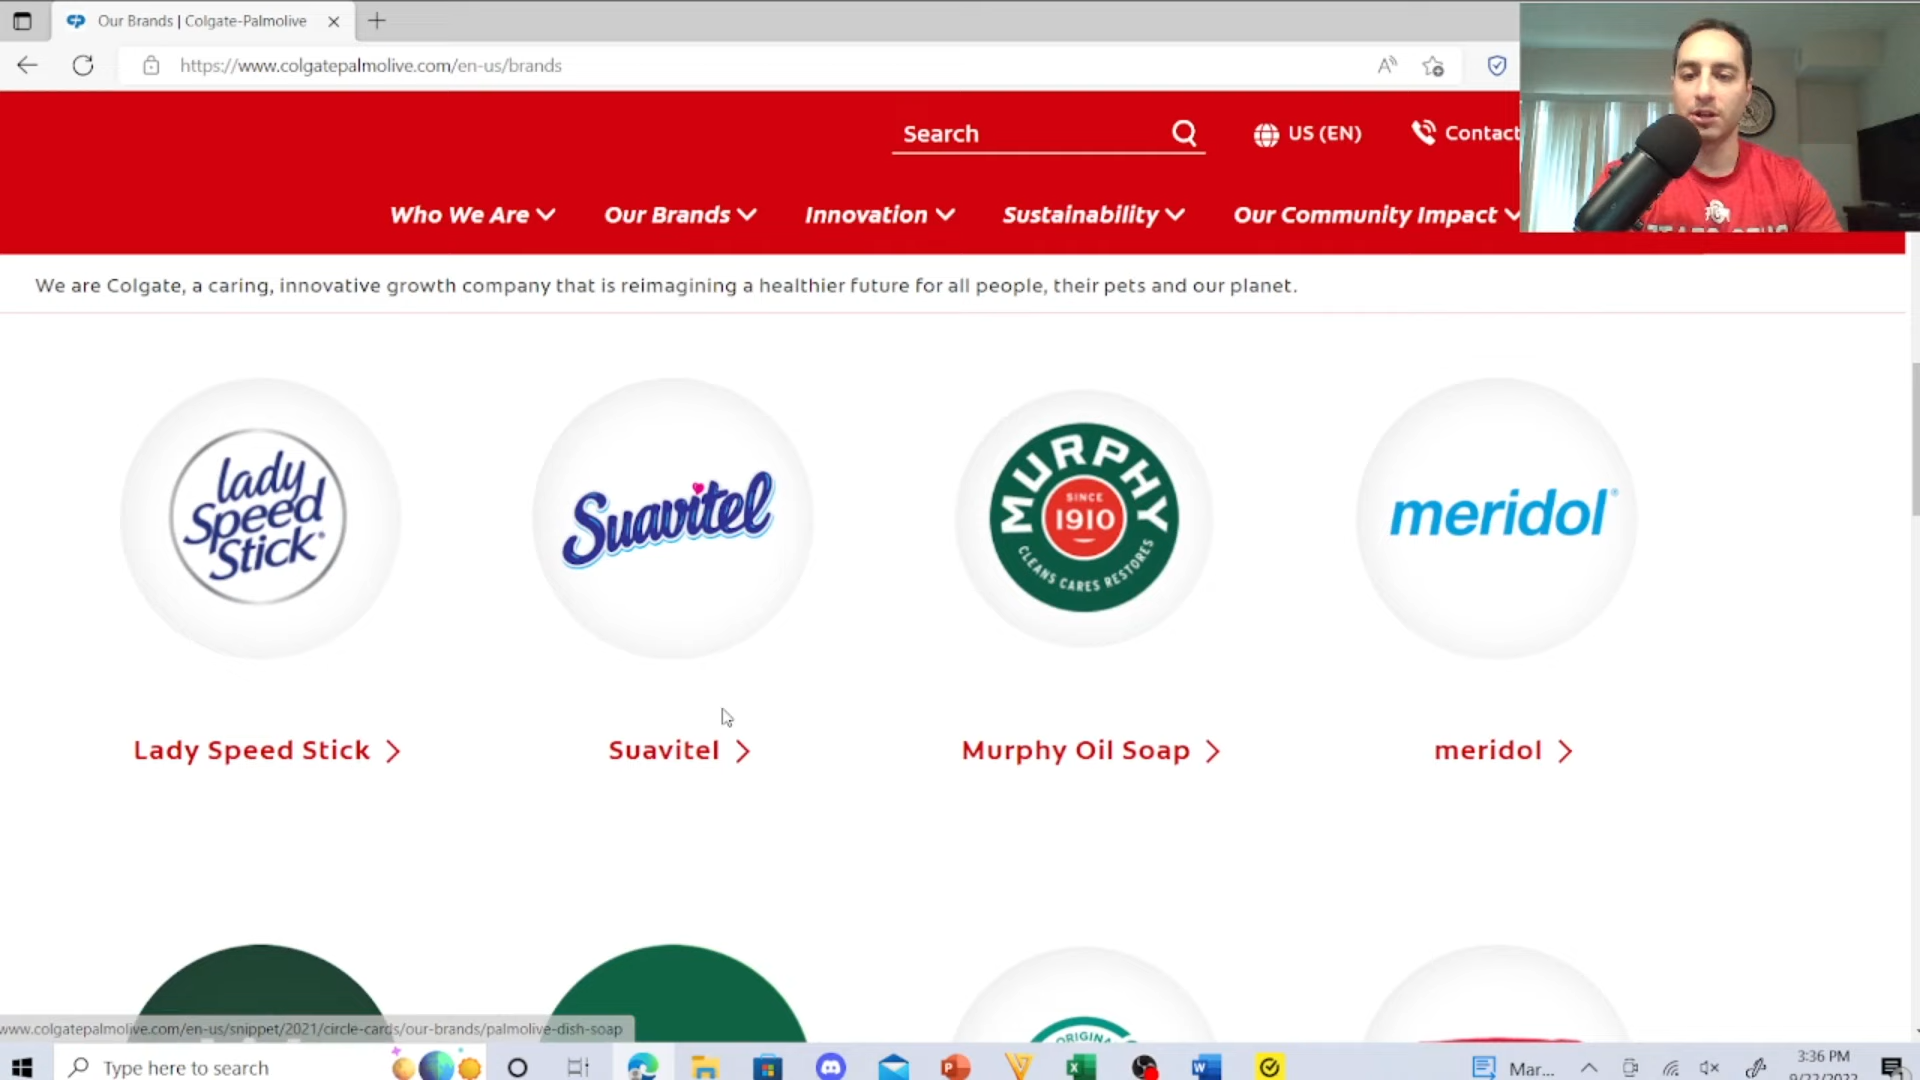 Our Brands | Colgate-Palmolive
https://www.colgatepalmolive.com/en-us/brands
Search
US (EN)
Contact
Who We Are
Our Brands
Innovation
Sustainability
Our Community Impact
We are Colgate, a caring, innovative growth company that is reimagining a healthier future for all people, their pets and our planet.
lady
Speed
Stick
Suavitel
MURPHY
SINCE
1910
CLEANS CARES RESTORES
meridol
Lady Speed Stick
Suavitel
Murphy Oil Soap
meridol
www.colgatepalmolive.com/en-us/snippet/2021/circle-cards/our-brands/palmolive-dish-soap
Type here to search
Mar...
3:36 PM